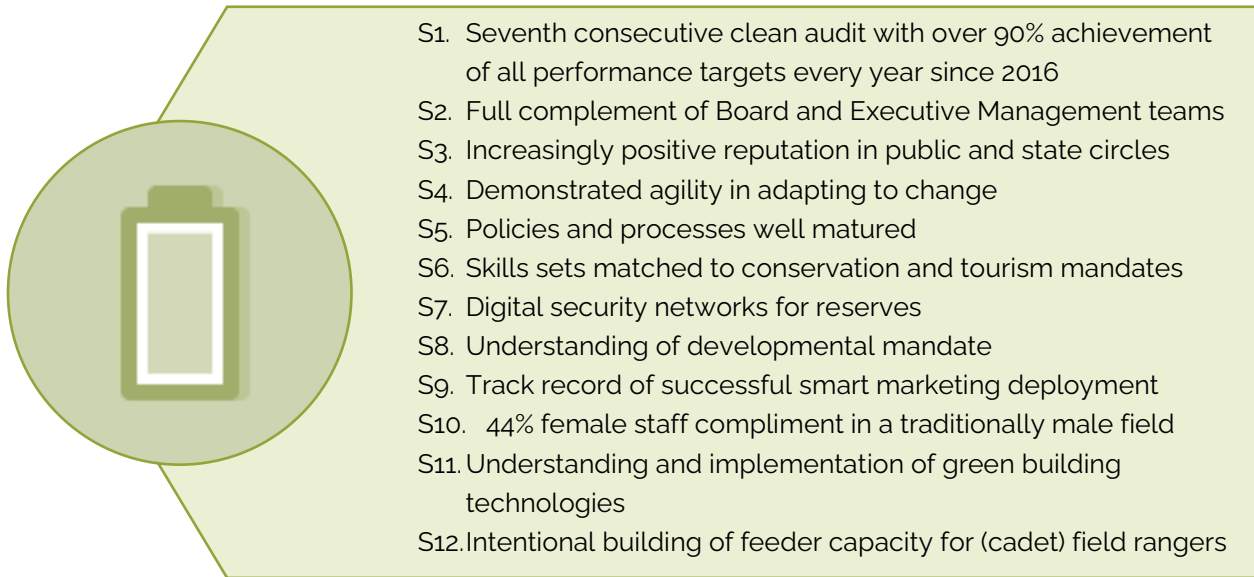 S1. Seventh consecutive clean audit with over 90% achievement
of all performance targets every year since 2016
S2. Full complement of Board and Executive Management teams
S3. Increasingly positive reputation in public and state circles
S4. Demonstrated agility in adapting to change
S5. Policies and processes well matured
S6. Skills sets matched to conservation and tourism mandates
S7. Digital security networks for reserves
S8. Understanding of developmental mandate
S9. Track record of successful smart marketing deployment
S10. 44% female staff compliment in a traditionally male field
S11. Understanding and implementation of green building
technologies
S12. Intentional building of feeder capacity for (cadet) field rangers